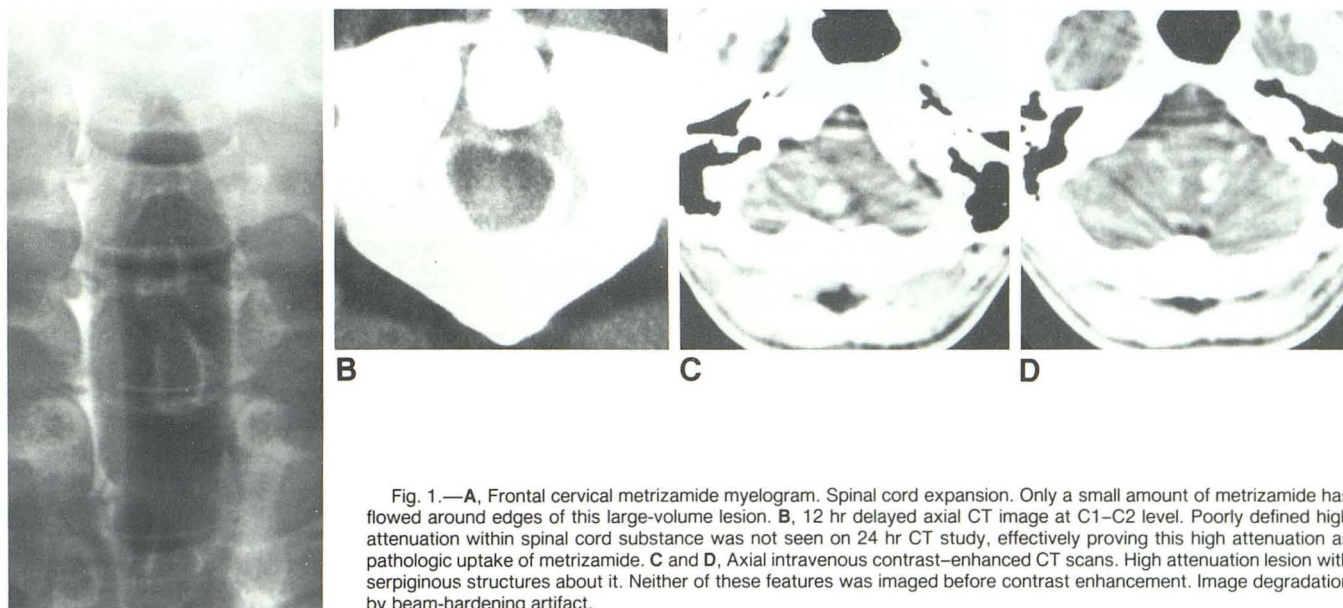 B
C
D
Fig. 1.—A, Frontal cervical metrizamide myelogram. Spinal cord expansion. Only a small amount of metrizamide has
flowed around edges of this large-volume lesion. B, 12 hr delayed axial CT image at C1–C2 level. Poorly defined high
attenuation within spinal cord substance was not seen on 24 hr CT study, effectively proving this high attenuation as
pathologic uptake of metrizamide. C and D, Axial intravenous contrast–enhanced CT scans. High attenuation lesion with
serpiginous structures about it. Neither of these features was imaged before contrast enhancement. Image degradation
by beam-hardening artifact.